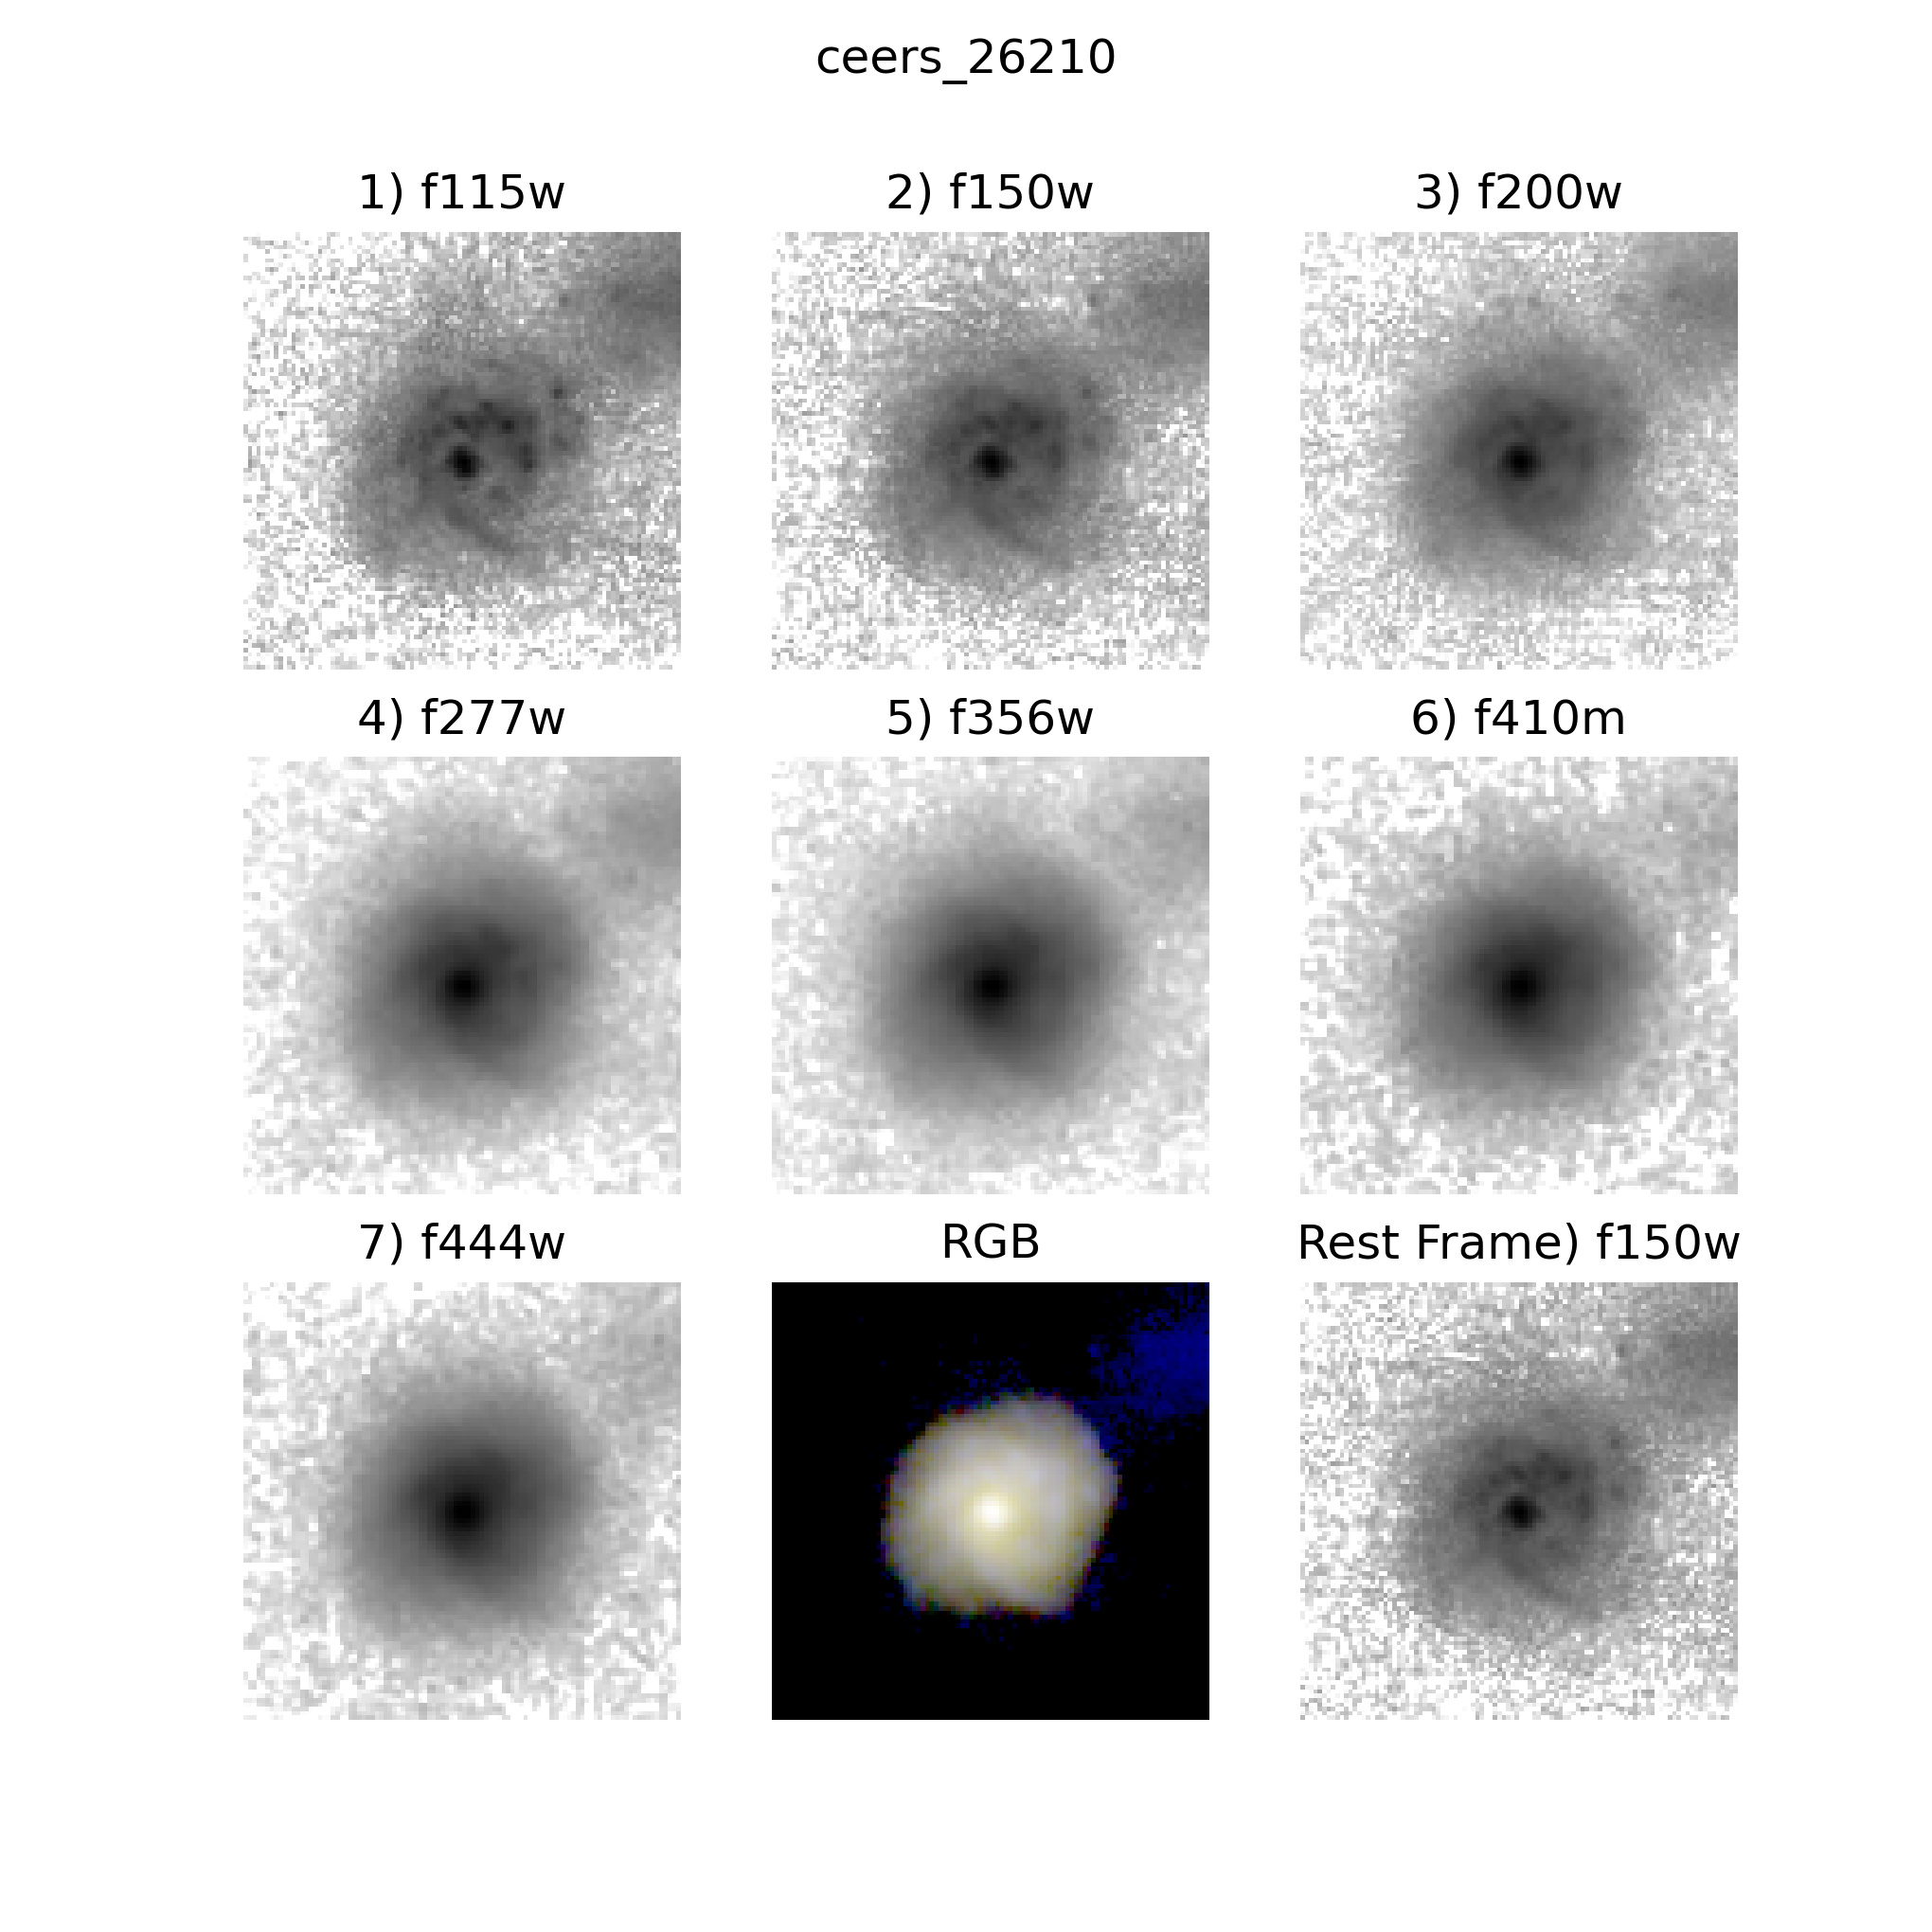 ceers_26210
1) f115w
2) f150w
3) f200w
4) f277w
5) f356w
6) f410m
7) f444w
RGB
Rest Frame) f150w